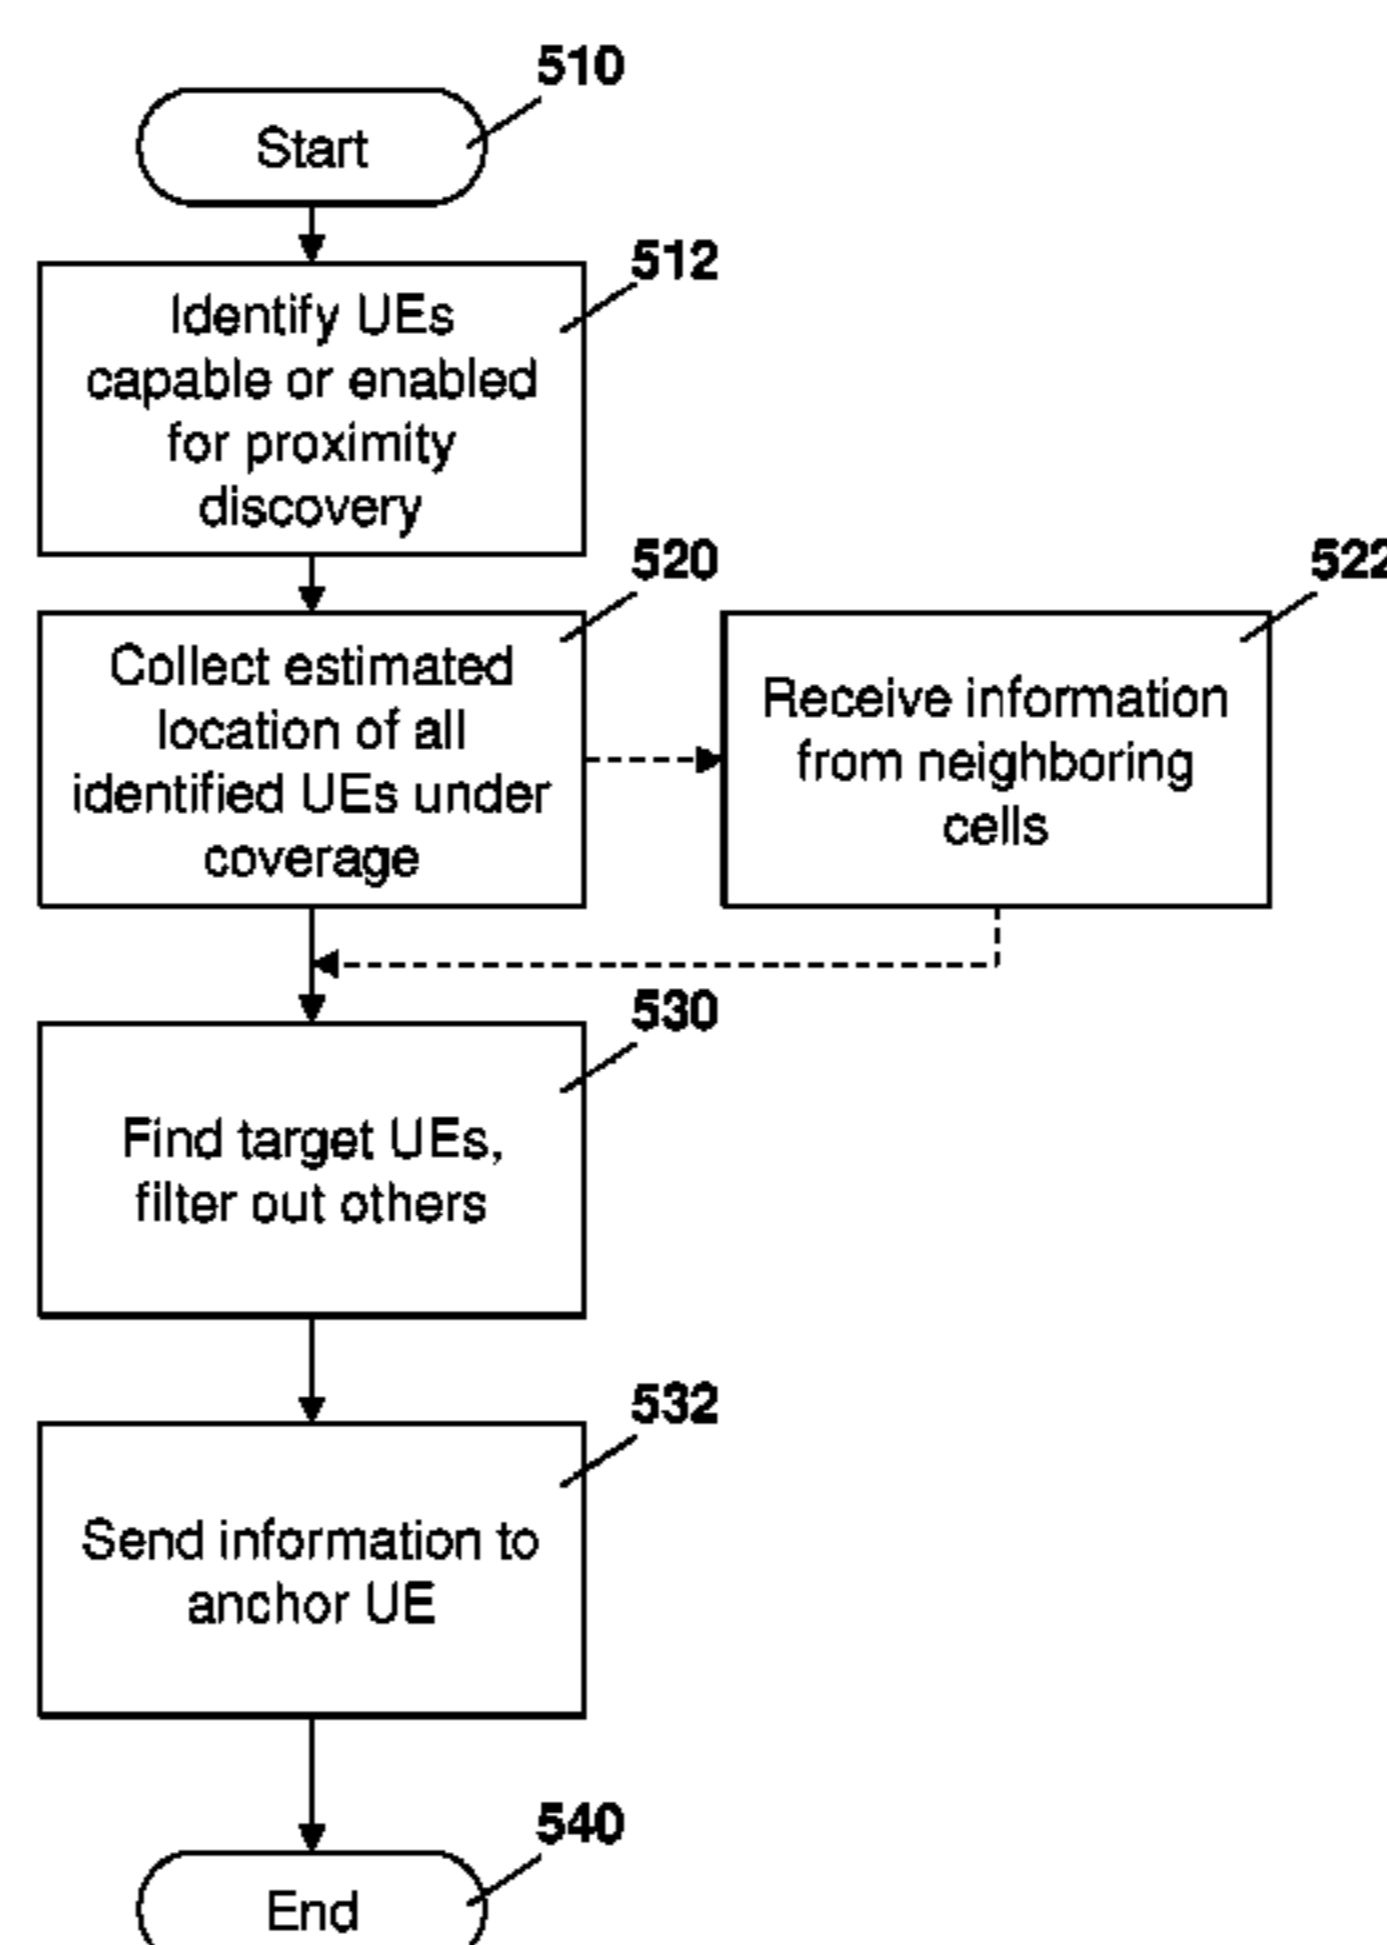 510
Start
512
Identify UEs
capable or enabled
for proximity
discovery
520
Collect estimated
location of all
identified UEs under
coverage
522
Receive information
from neighboring
cells
530
Find target UEs,
filter out others
532
Send information to
anchor UE
540
End